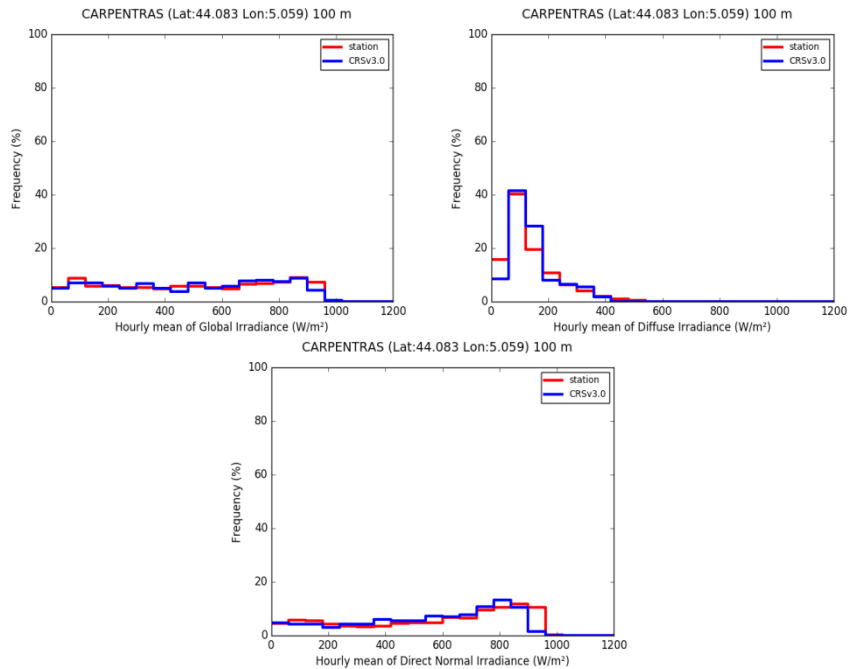 CARPENTRAS (Lat:44.083 Lon:5.059) 100 m
100
80
60
40
20
0
Frequency (%)
station
CRSv3.0
0 200 400 600 800 1000 1200
Hourly mean of Global Irradiance (W/m²)
CARPENTRAS (Lat:44.083 Lon:5.059) 100 m
100
80
60
40
20
0
Frequency (%)
station
CRSv3.0
0 200 400 600 800 1000 1200
Hourly mean of Diffuse Irradiance (W/m²)
CARPENTRAS (Lat:44.083 Lon:5.059) 100 m
100
80
60
40
20
0
Frequency (%)
station
CRSv3.0
0 200 400 600 800 1000 1200
Hourly mean of Direct Normal Irradiance (W/m²)